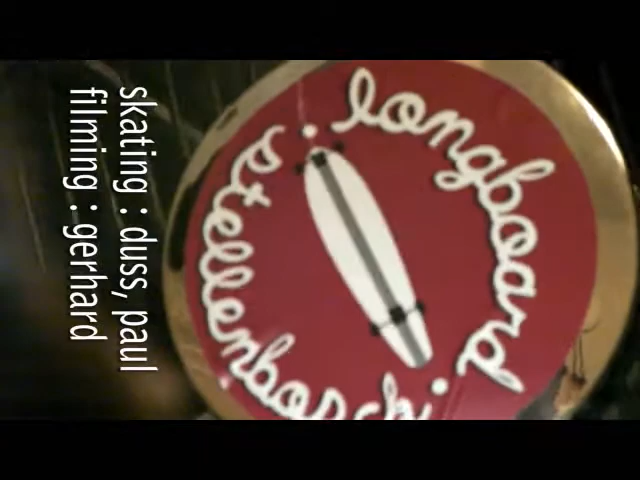 skating : duss, paul
filming : gerhard
longboard
stellenbosch